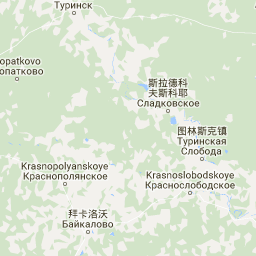 Туринск
opatkovo
опатково
斯拉德科
夫斯科耶
Сладковское
图林斯克镇
Туринская
Слобода
Krasnopolyanskoye
Краснополянское
Krasnoslobodskoye
Краснослободское
拜卡洛沃
Байкалово